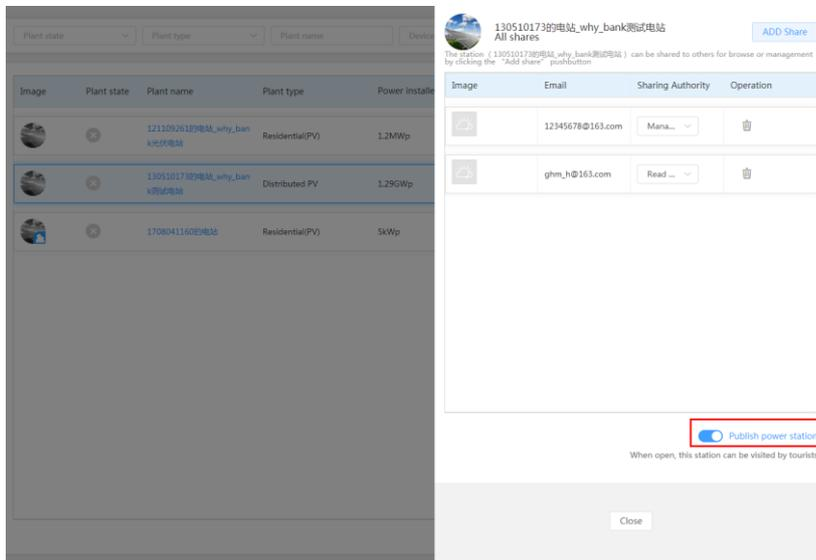 Plant state
Plant type
Plant name
Device
Image Plant state Plant name Plant type Power installe
121109261的电站_why_ban
k光伏电站
Residential(PV)
1.2MWp
130510173的电站_why_ban
k测试电站
Distributed PV
1.29GWp
1708041160的电站
Residential(PV)
5kWp
130510173的电站_why_bank测试电站
All shares
ADD Share
The station （130510173的电站_why_bank测试电站）can be shared to others for browse or management
by clicking the “Add share” pushbutton
Image Email Sharing Authority Operation
12345678@163.com Mana...
ghm_h@163.com Read ...
Publish power station
When open, this station can be visited by tourists
Close